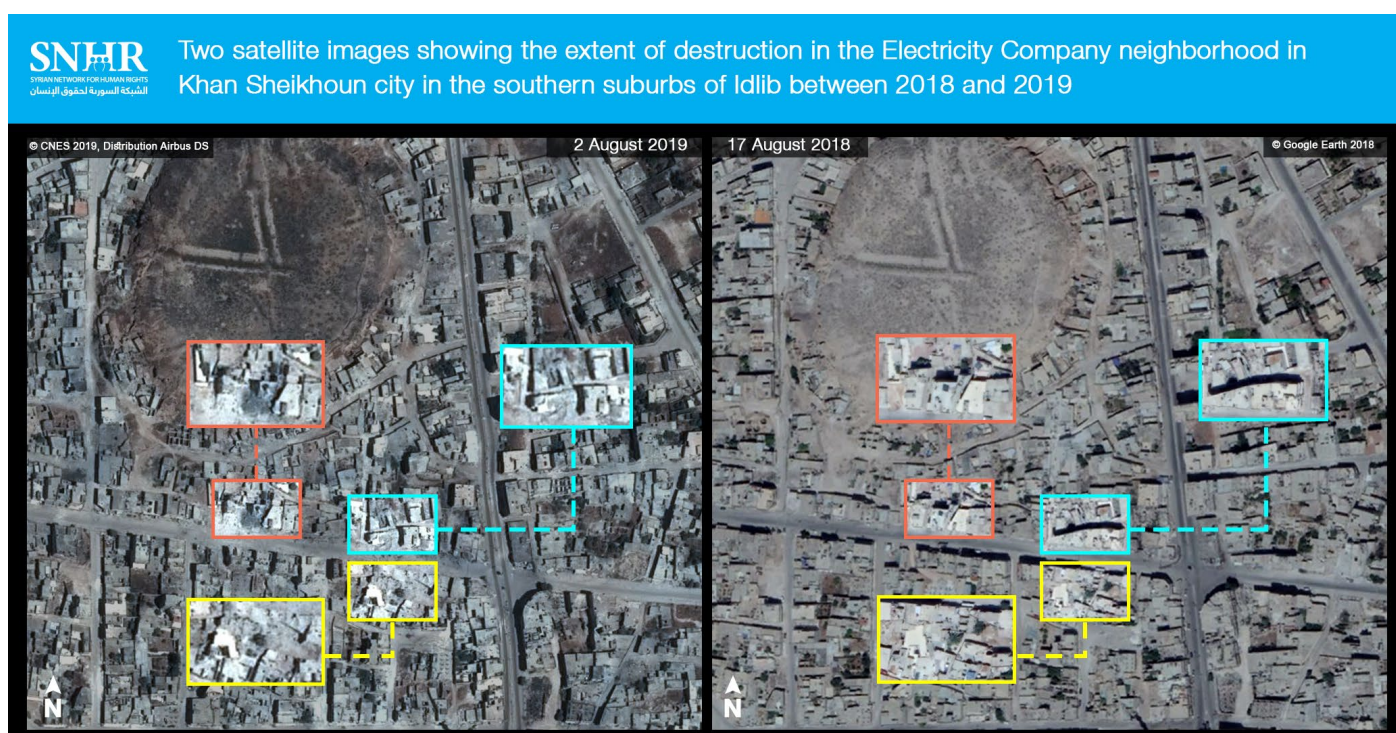 SNHR
SYRIAN NETWORK FOR HUMAN RIGHTS
الشبكة السورية لحقوق الإنسان
Two satellite images showing the extent of destruction in the Electricity Company neighborhood in
Khan Sheikhoun city in the southern suburbs of Idlib between 2018 and 2019
© CNES 2019, Distribution Airbus DS
2 August 2019
17 August 2018
© Google Earth 2018
N
N